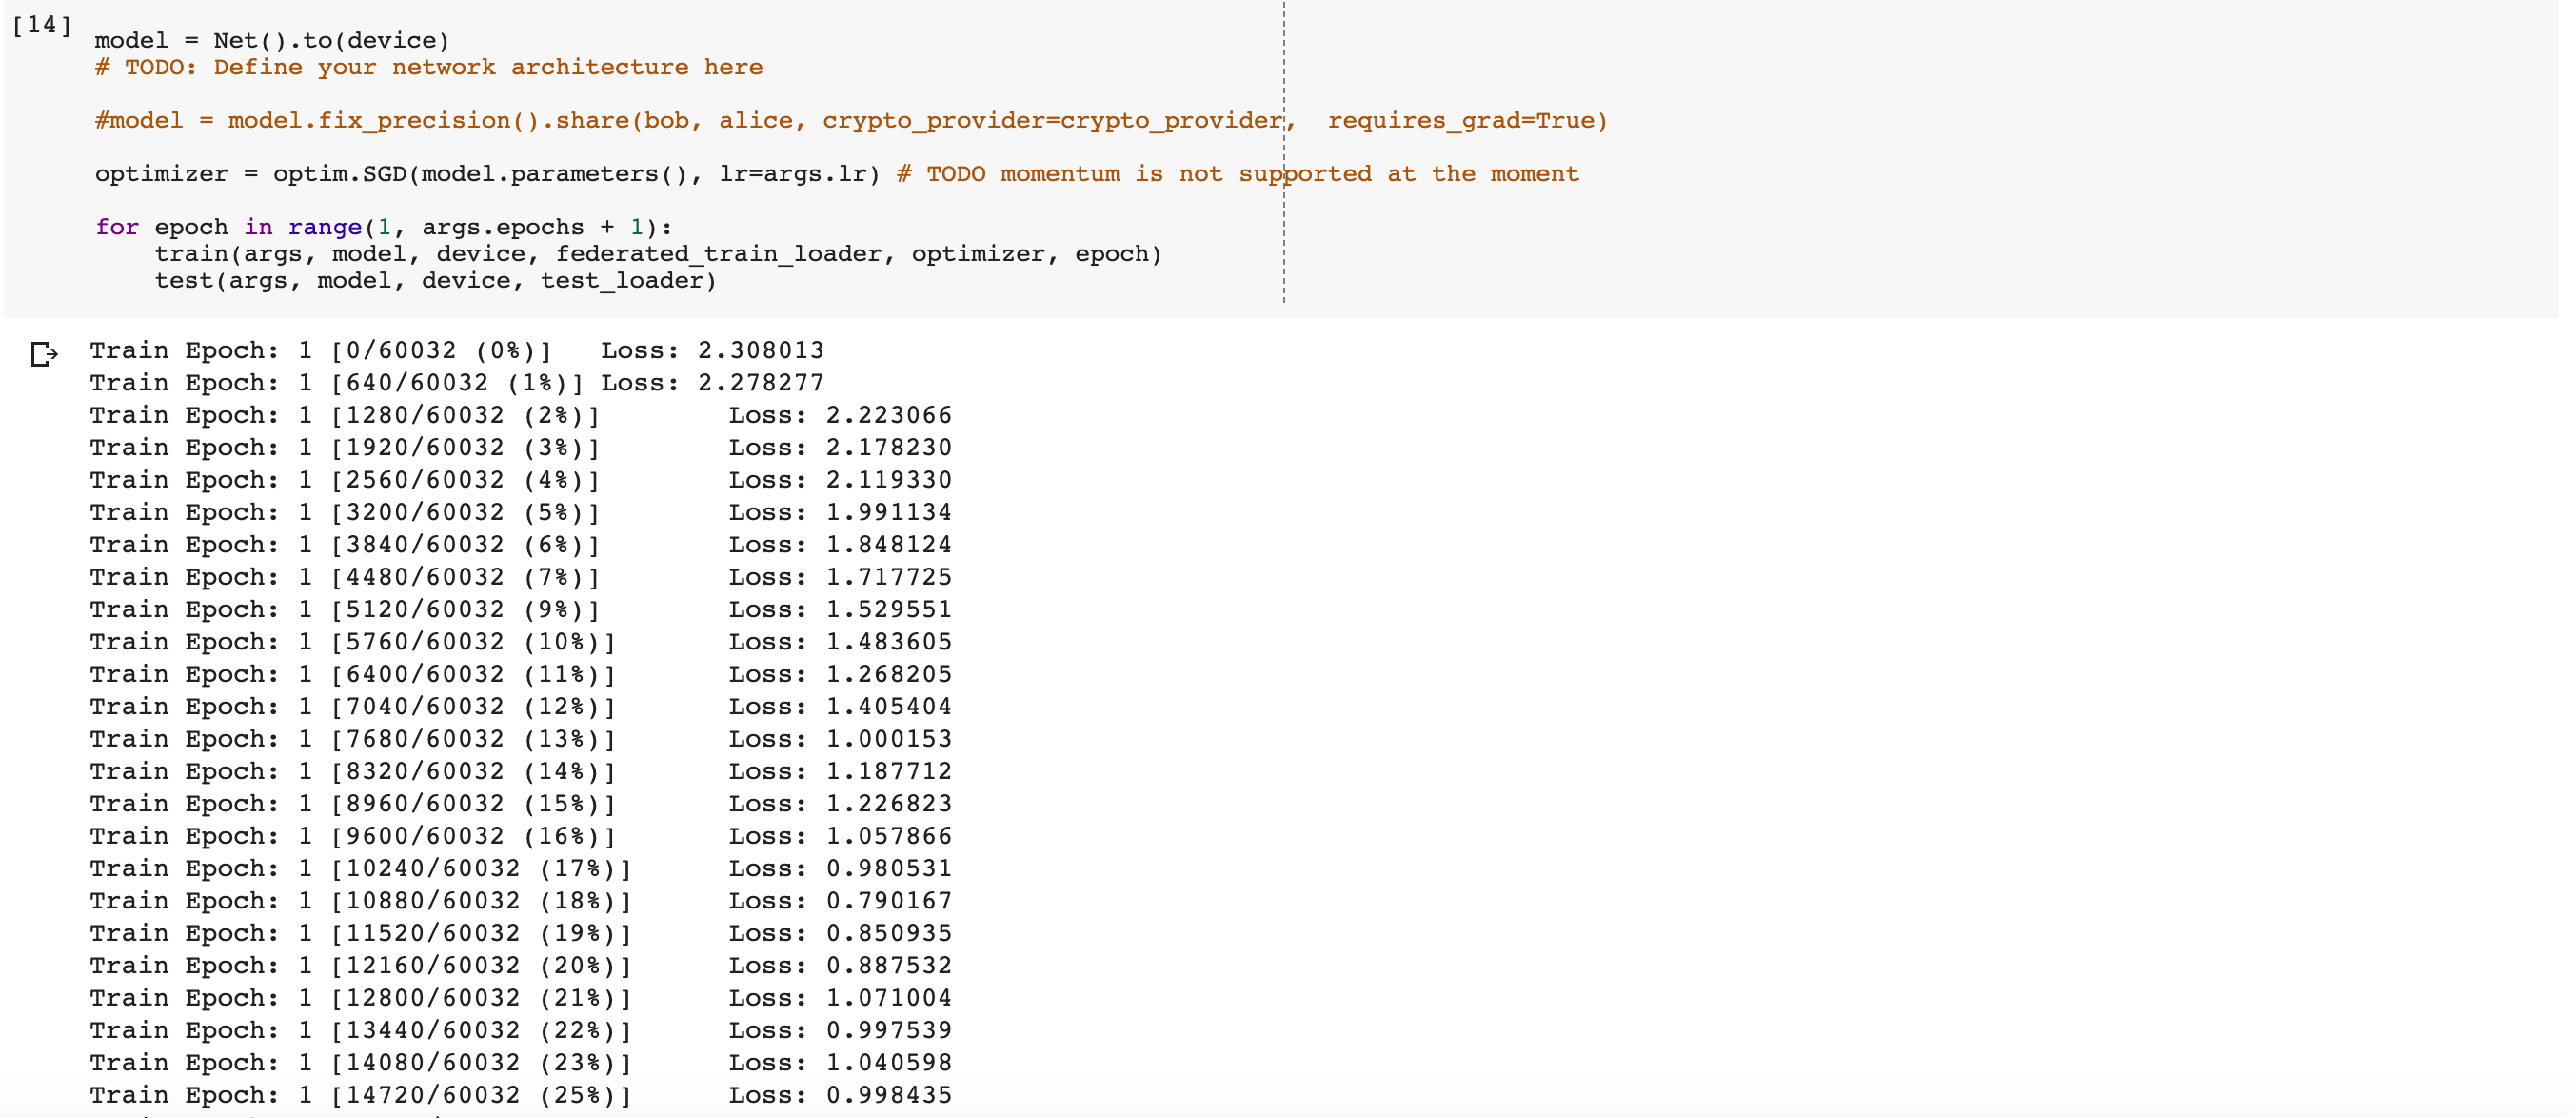 [14]
model = Net().to(device)
# TODO: Define your network architecture here
#model = model.fix_precision().share(bob, alice, crypto_provider=crypto_provider,  requires_grad=True)
optimizer = optim.SGD(model.parameters(), lr=args.lr) # TODO momentum is not supported at the moment
for epoch in range(1, args.epochs + 1):
    train(args, model, device, federated_train_loader, optimizer, epoch)
    test(args, model, device, test_loader)
Train Epoch: 1 [0/60032 (0%)]   Loss: 2.308013
Train Epoch: 1 [640/60032 (1%)] Loss: 2.278277
Train Epoch: 1 [1280/60032 (2%)]        Loss: 2.223066
Train Epoch: 1 [1920/60032 (3%)]        Loss: 2.178230
Train Epoch: 1 [2560/60032 (4%)]        Loss: 2.119330
Train Epoch: 1 [3200/60032 (5%)]        Loss: 1.991134
Train Epoch: 1 [3840/60032 (6%)]        Loss: 1.848124
Train Epoch: 1 [4480/60032 (7%)]        Loss: 1.717725
Train Epoch: 1 [5120/60032 (9%)]        Loss: 1.529551
Train Epoch: 1 [5760/60032 (10%)]       Loss: 1.483605
Train Epoch: 1 [6400/60032 (11%)]       Loss: 1.268205
Train Epoch: 1 [7040/60032 (12%)]       Loss: 1.405404
Train Epoch: 1 [7680/60032 (13%)]       Loss: 1.000153
Train Epoch: 1 [8320/60032 (14%)]       Loss: 1.187712
Train Epoch: 1 [8960/60032 (15%)]       Loss: 1.226823
Train Epoch: 1 [9600/60032 (16%)]       Loss: 1.057866
Train Epoch: 1 [10240/60032 (17%)]      Loss: 0.980531
Train Epoch: 1 [10880/60032 (18%)]      Loss: 0.790167
Train Epoch: 1 [11520/60032 (19%)]      Loss: 0.850935
Train Epoch: 1 [12160/60032 (20%)]      Loss: 0.887532
Train Epoch: 1 [12800/60032 (21%)]      Loss: 1.071004
Train Epoch: 1 [13440/60032 (22%)]      Loss: 0.997539
Train Epoch: 1 [14080/60032 (23%)]      Loss: 1.040598
Train Epoch: 1 [14720/60032 (25%)]      Loss: 0.998435